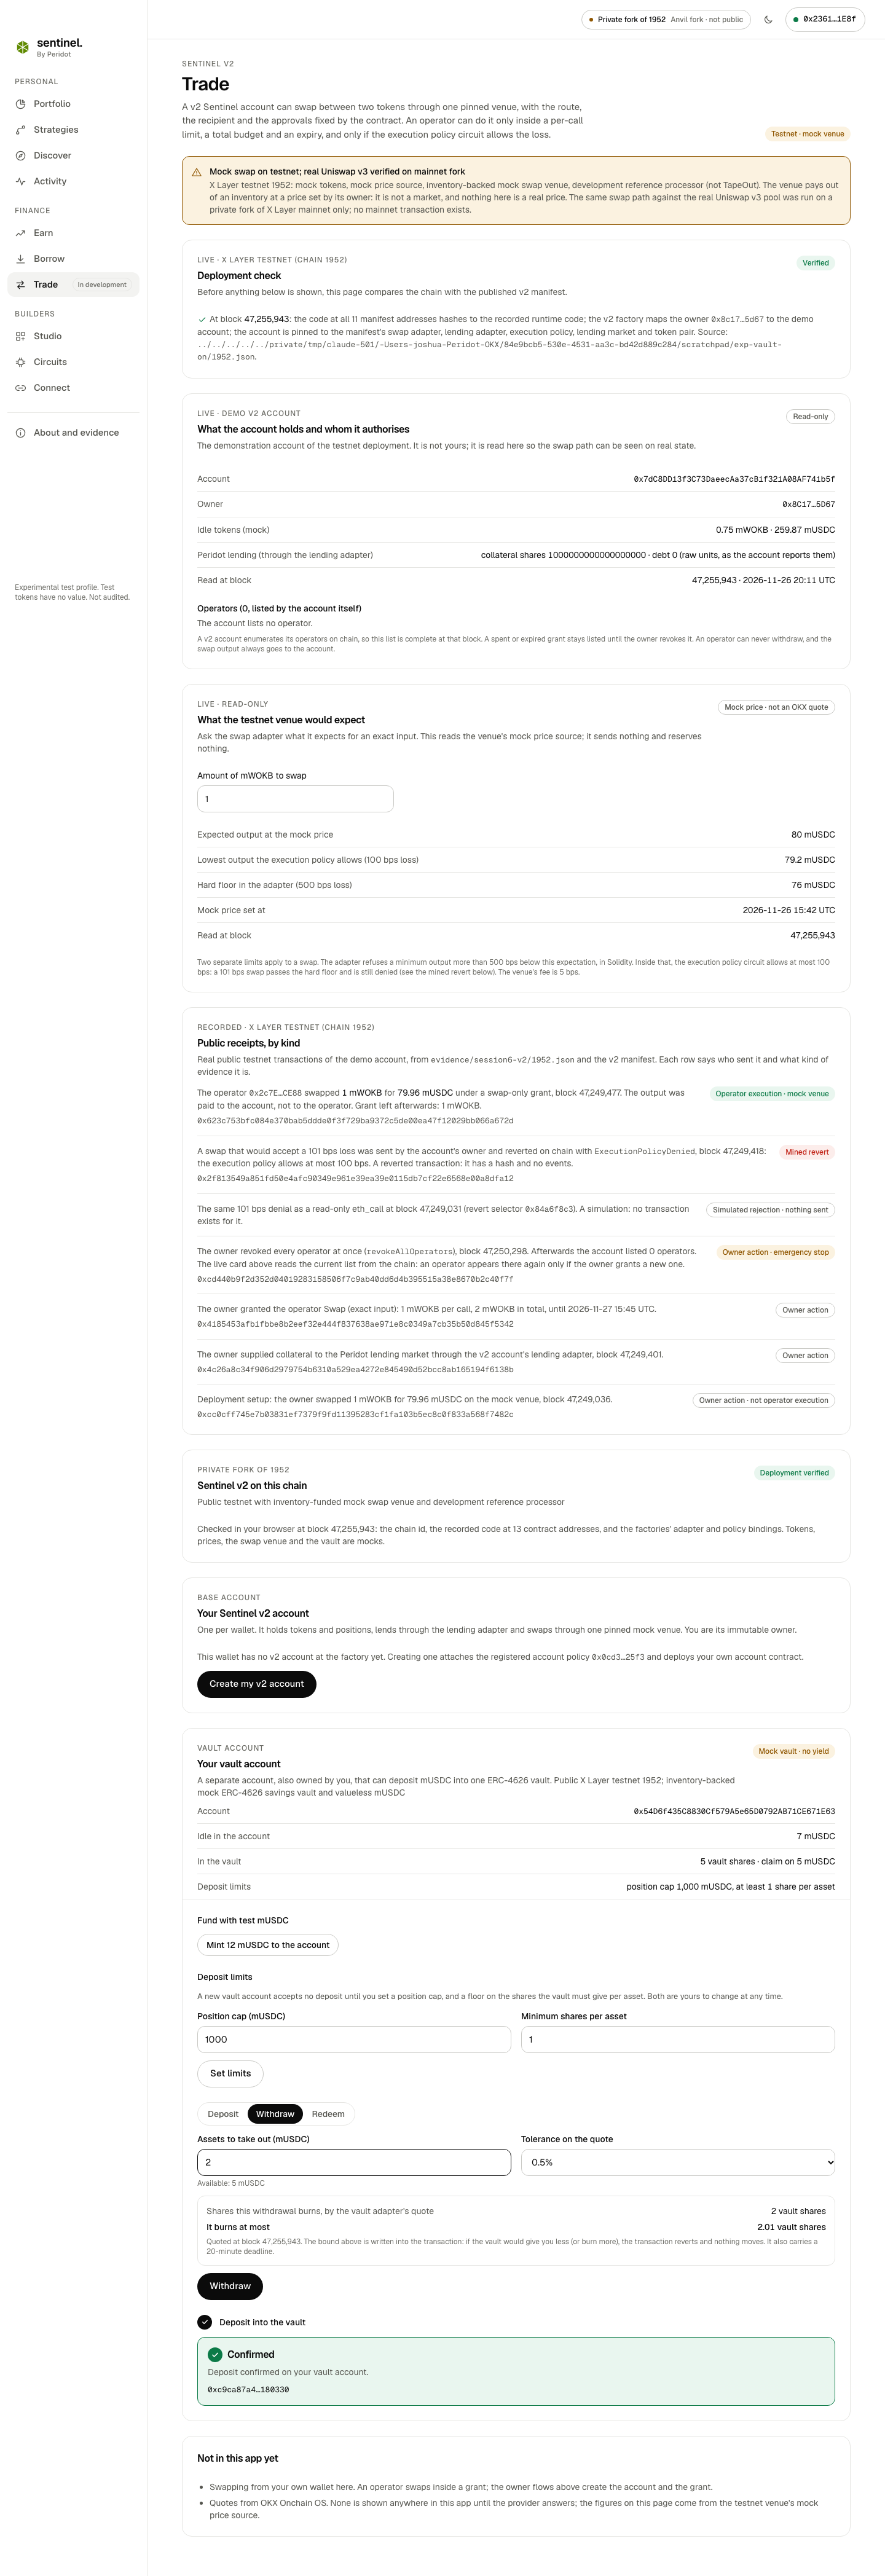 Private fork of 1952 Anvil fork · not public
0x2361…1E8f
sentinel.
By Peridot
PERSONAL
Portfolio
Strategies
Discover
Activity
FINANCE
Earn
Borrow
Trade In development
BUILDERS
Studio
Circuits
Connect
About and evidence
Experimental test profile. Test
tokens have no value. Not audited.
SENTINEL V2
Trade
A v2 Sentinel account can swap between two tokens through one pinned venue, with the route,
the recipient and the approvals fixed by the contract. An operator can do it only inside a per-call
limit, a total budget and an expiry, and only if the execution policy circuit allows the loss.
Testnet · mock venue
Mock swap on testnet; real Uniswap v3 verified on mainnet fork
X Layer testnet 1952: mock tokens, mock price source, inventory-backed mock swap venue, development reference processor (not TapeOut). The venue pays out
of an inventory at a price set by its owner: it is not a market, and nothing here is a real price. The same swap path against the real Uniswap v3 pool was run on a
private fork of X Layer mainnet only; no mainnet transaction exists.
LIVE · X LAYER TESTNET (CHAIN 1952)
Verified
Deployment check
Before anything below is shown, this page compares the chain with the published v2 manifest.
At block 47,255,943: the code at all 11 manifest addresses hashes to the recorded runtime code; the v2 factory maps the owner 0x8c17…5d67 to the demo
account; the account is pinned to the manifest's swap adapter, lending adapter, execution policy, lending market and token pair. Source:
../../../../../private/tmp/claude-501/-Users-joshua-Peridot-OKX/84e9bcb5-530e-4531-aa3c-bd42d889c284/scratchpad/exp-vault-
on/1952.json.
LIVE · DEMO V2 ACCOUNT
Read-only
What the account holds and whom it authorises
The demonstration account of the testnet deployment. It is not yours; it is read here so the swap path can be seen on real state.
Account 0x7dC8DD13f3C73DaeecAa37cB1f321A08AF741b5f
Owner 0x8C17…5D67
Idle tokens (mock) 0.75 mWOKB · 259.87 mUSDC
Peridot lending (through the lending adapter) collateral shares 1000000000000000000 · debt 0 (raw units, as the account reports them)
Read at block 47,255,943 · 2026-11-26 20:11 UTC
Operators (0, listed by the account itself)
The account lists no operator.
A v2 account enumerates its operators on chain, so this list is complete at that block. A spent or expired grant stays listed until the owner revokes it. An operator can never withdraw, and the
swap output always goes to the account.
LIVE · READ-ONLY
Mock price · not an OKX quote
What the testnet venue would expect
Ask the swap adapter what it expects for an exact input. This reads the venue's mock price source; it sends nothing and reserves
nothing.
Amount of mWOKB to swap
1
Expected output at the mock price 80 mUSDC
Lowest output the execution policy allows (100 bps loss) 79.2 mUSDC
Hard floor in the adapter (500 bps loss) 76 mUSDC
Mock price set at 2026-11-26 15:42 UTC
Read at block 47,255,943
Two separate limits apply to a swap. The adapter refuses a minimum output more than 500 bps below this expectation, in Solidity. Inside that, the execution policy circuit allows at most 100
bps: a 101 bps swap passes the hard floor and is still denied (see the mined revert below). The venue's fee is 5 bps.
RECORDED · X LAYER TESTNET (CHAIN 1952)
Public receipts, by kind
Real public testnet transactions of the demo account, from evidence/session6-v2/1952.json and the v2 manifest. Each row says who sent it and what kind of
evidence it is.
The operator 0x2c7E…CE88 swapped 1 mWOKB for 79.96 mUSDC under a swap-only grant, block 47,249,477. The output was
paid to the account, not to the operator. Grant left afterwards: 1 mWOKB.
Operator execution · mock venue
0x623c753bfc084e370bab5ddde0f3f729ba9372c5de00ea47f12029bb066a672d
A swap that would accept a 101 bps loss was sent by the account's owner and reverted on chain with ExecutionPolicyDenied, block 47,249,418:
the execution policy allows at most 100 bps. A reverted transaction: it has a hash and no events.
Mined revert
0x2f813549a851fd50e4afc90349e961e39ea39e0115db7cf22e6568e00a8dfa12
The same 101 bps denial as a read-only eth_call at block 47,249,031 (revert selector 0x84a6f8c3). A simulation: no transaction
exists for it.
Simulated rejection · nothing sent
The owner revoked every operator at once (revokeAllOperators), block 47,250,298. Afterwards the account listed 0 operators.
The live card above reads the current list from the chain: an operator appears there again only if the owner grants a new one.
Owner action · emergency stop
0xcd440b9f2d352d0401928315850​6f7c9ab40dd6d4b395515a38e8670b2c40f7f
The owner granted the operator Swap (exact input): 1 mWOKB per call, 2 mWOKB in total, until 2026-11-27 15:45 UTC.
Owner action
0x4185453afb1fbbe8b2eef32e444f837638ae971e8c0349a7cb35b50d845f5342
The owner supplied collateral to the Peridot lending market through the v2 account's lending adapter, block 47,249,401.
Owner action
0x4c26a8c34f906d2979754b6310a529ea4272e845490d52bcc8ab165194f6138b
Deployment setup: the owner swapped 1 mWOKB for 79.96 mUSDC on the mock venue, block 47,249,036.
Owner action · not operator execution
0xcc0cff745e7b03831ef7379f9fd11395283cf1fa103b5ec8c0f833a568f7482c
PRIVATE FORK OF 1952
Deployment verified
Sentinel v2 on this chain
Public testnet with inventory-funded mock swap venue and development reference processor
Checked in your browser at block 47,255,943: the chain id, the recorded code at 13 contract addresses, and the factories' adapter and policy bindings. Tokens,
prices, the swap venue and the vault are mocks.
BASE ACCOUNT
Your Sentinel v2 account
One per wallet. It holds tokens and positions, lends through the lending adapter and swaps through one pinned mock venue. You are its immutable owner.
This wallet has no v2 account at the factory yet. Creating one attaches the registered account policy 0x0cd3…25f3 and deploys your own account contract.
Create my v2 account
VAULT ACCOUNT
Mock vault · no yield
Your vault account
A separate account, also owned by you, that can deposit mUSDC into one ERC-4626 vault. Public X Layer testnet 1952; inventory-backed
mock ERC-4626 savings vault and valueless mUSDC
Account 0x54D6f435C8830Cf579A5e65D0792AB71CE671E63
Idle in the account 7 mUSDC
In the vault 5 vault shares · claim on 5 mUSDC
Deposit limits position cap 1,000 mUSDC, at least 1 share per asset
Fund with test mUSDC
Mint 12 mUSDC to the account
Deposit limits
A new vault account accepts no deposit until you set a position cap, and a floor on the shares the vault must give per asset. Both are yours to change at any time.
Position cap (mUSDC) Minimum shares per asset
1000 1
Set limits
Deposit Withdraw Redeem
Assets to take out (mUSDC) Tolerance on the quote
2 0.5%
Available: 5 mUSDC
Shares this withdrawal burns, by the vault adapter's quote 2 vault shares
It burns at most 2.01 vault shares
Quoted at block 47,255,943. The bound above is written into the transaction: if the vault would give you less (or burn more), the transaction reverts and nothing moves. It also carries a
20-minute deadline.
Withdraw
Deposit into the vault
Confirmed
Deposit confirmed on your vault account.
0xc9ca87a4…180330
Not in this app yet
• Swapping from your own wallet here. An operator swaps inside a grant; the owner flows above create the account and the grant.
• Quotes from OKX Onchain OS. None is shown anywhere in this app until the provider answers; the figures on this page come from the testnet venue's mock
price source.